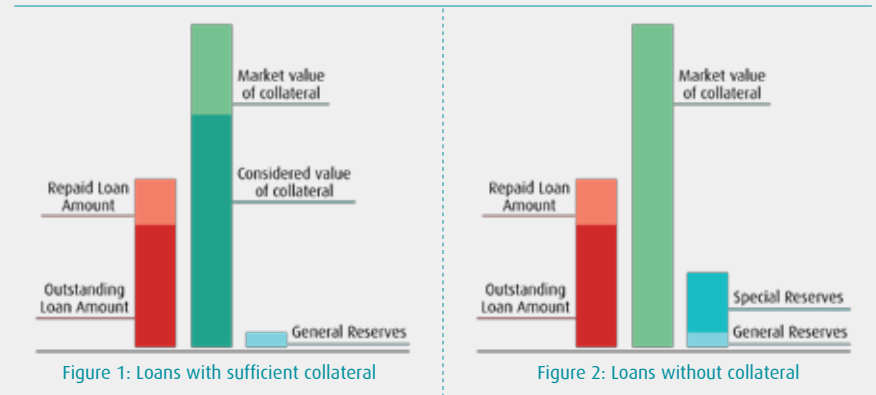 Market value
of collateral
Considered value
of collateral
Repaid Loan
Amount
Outstanding
Loan Amount
General Reserves
Figure 1: Loans with sufficient collateral
Market value
of collateral
Repaid Loan
Amount
Outstanding
Loan Amount
Special Reserves
General Reserves
Figure 2: Loans without collateral